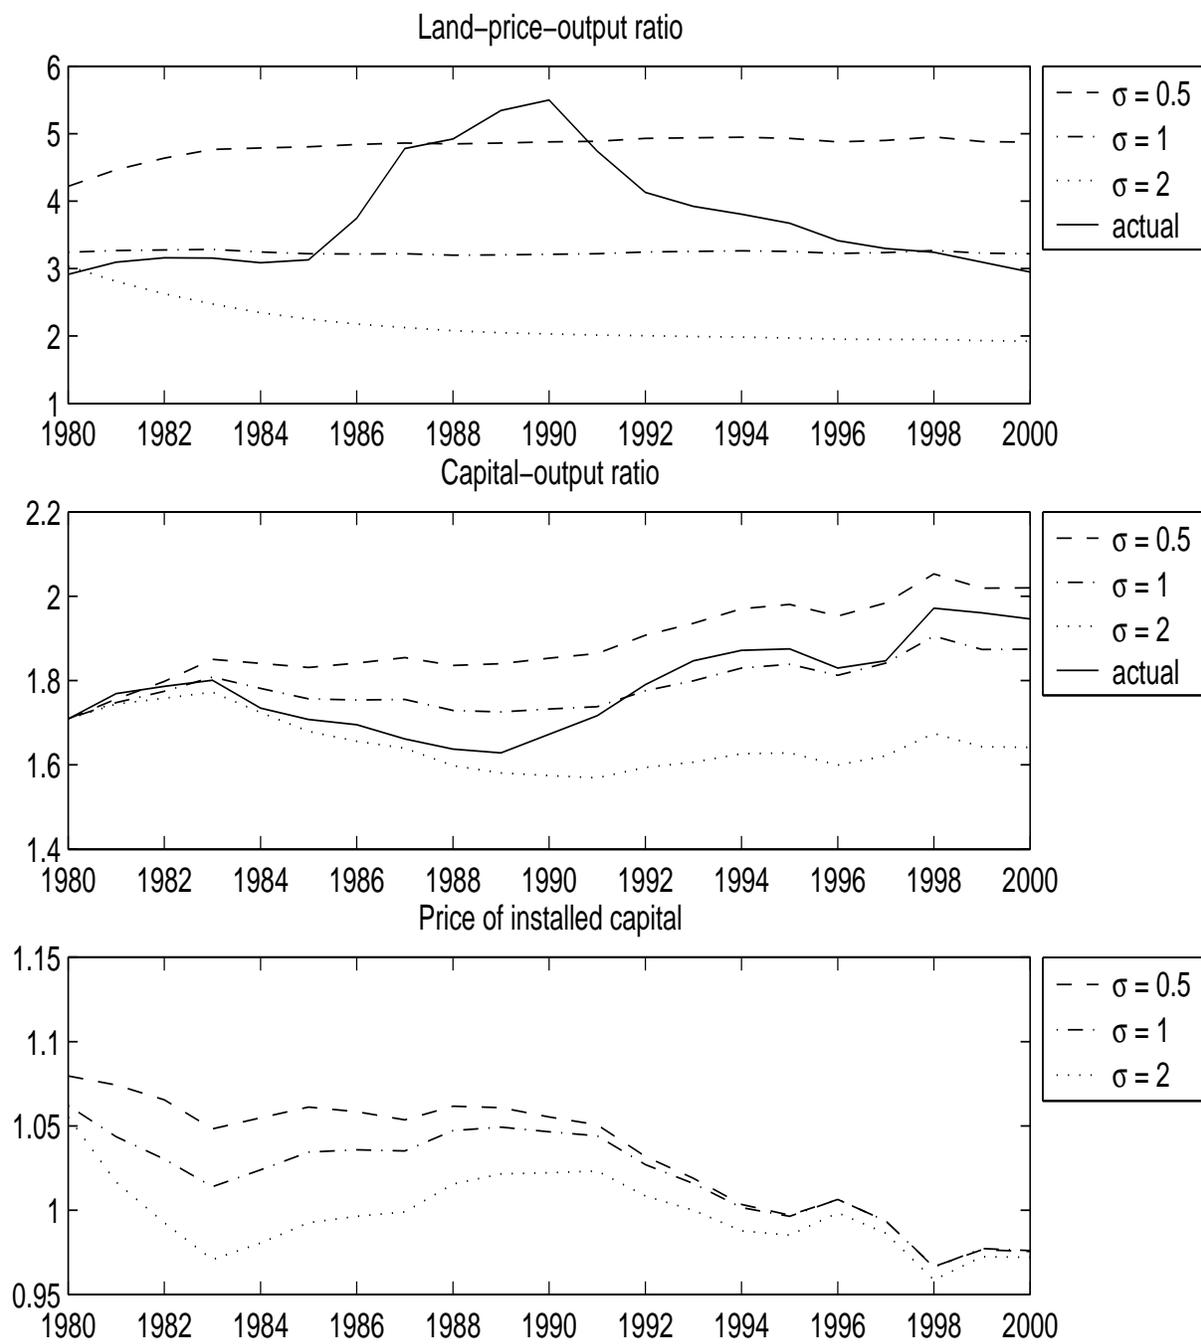 Land−price−output ratio
6
5
4
3
2
1
1980 1982 1984 1986 1988 1990 1992 1994 1996 1998 2000
σ = 0.5
σ = 1
σ = 2
actual
Capital−output ratio
2.2
2
1.8
1.6
1.4
1980 1982 1984 1986 1988 1990 1992 1994 1996 1998 2000
σ = 0.5
σ = 1
σ = 2
actual
Price of installed capital
1.15
1.1
1.05
1
0.95
1980 1982 1984 1986 1988 1990 1992 1994 1996 1998 2000
σ = 0.5
σ = 1
σ = 2